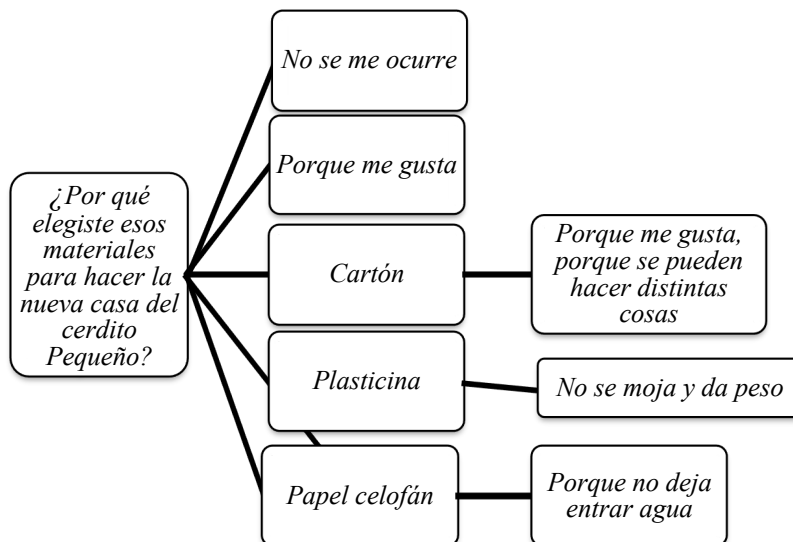 No se me ocurre
Porque me gusta
¿Por qué
elegiste esos
materiales
para hacer la
nueva casa del
cerdito
Pequeño?
Cartón
Porque me gusta,
porque se pueden
hacer distintas
cosas
Plasticina
No se moja y da peso
Papel celofán
Porque no deja
entrar agua